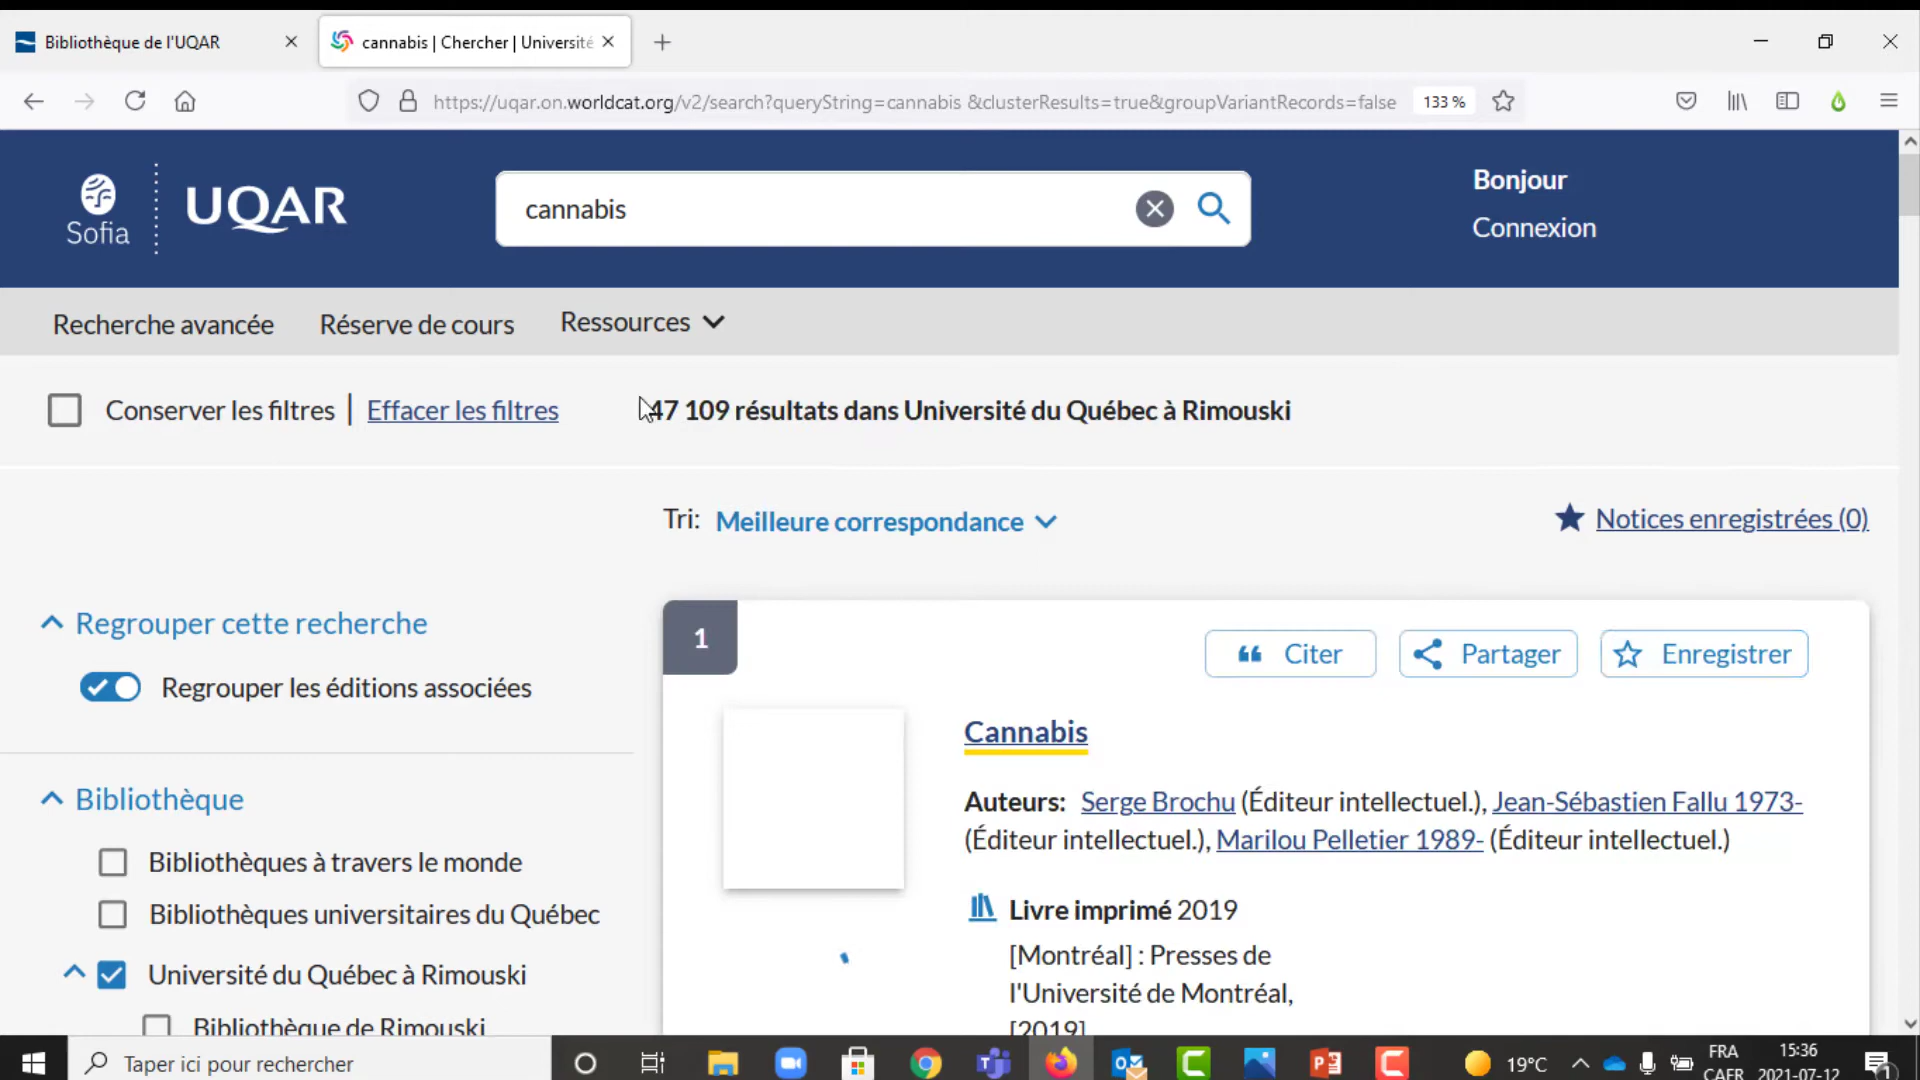 Bibliothèque de l'UQAR
cannabis | Chercher | Université
https://uqar.on.worldcat.org/v2/search?queryString=cannabis &clusterResults=true&groupVariantRecords=false
133 %
Sofia
UQAR
cannabis
Bonjour
Connexion
Recherche avancée
Réserve de cours
Ressources
Conserver les filtres | Effacer les filtres
47 109 résultats dans Université du Québec à Rimouski
Tri: Meilleure correspondance
Notices enregistrées (0)
Regrouper cette recherche
Regrouper les éditions associées
Bibliothèque
Bibliothèques à travers le monde
Bibliothèques universitaires du Québec
Université du Québec à Rimouski
Bibliothèque de Rimouski
1
Citer
Partager
Enregistrer
Cannabis
Auteurs: Serge Brochu (Éditeur intellectuel.), Jean-Sébastien Fallu 1973-
(Éditeur intellectuel.), Marilou Pelletier 1989- (Éditeur intellectuel.)
Livre imprimé 2019
[Montréal] : Presses de
l'Université de Montréal,
[2019]
Taper ici pour rechercher
19°C
FRA
CAFR
15:36
2021-07-12
1